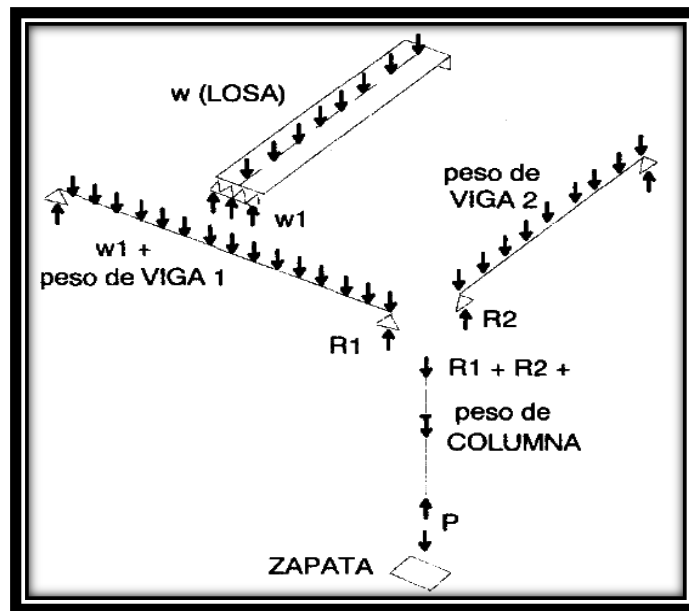 w (LOSA)
peso de
VIGA 2
w1
w1 +
peso de VIGA 1
R1
R2
R1 + R2 +
peso de
COLUMNA
P
ZAPATA